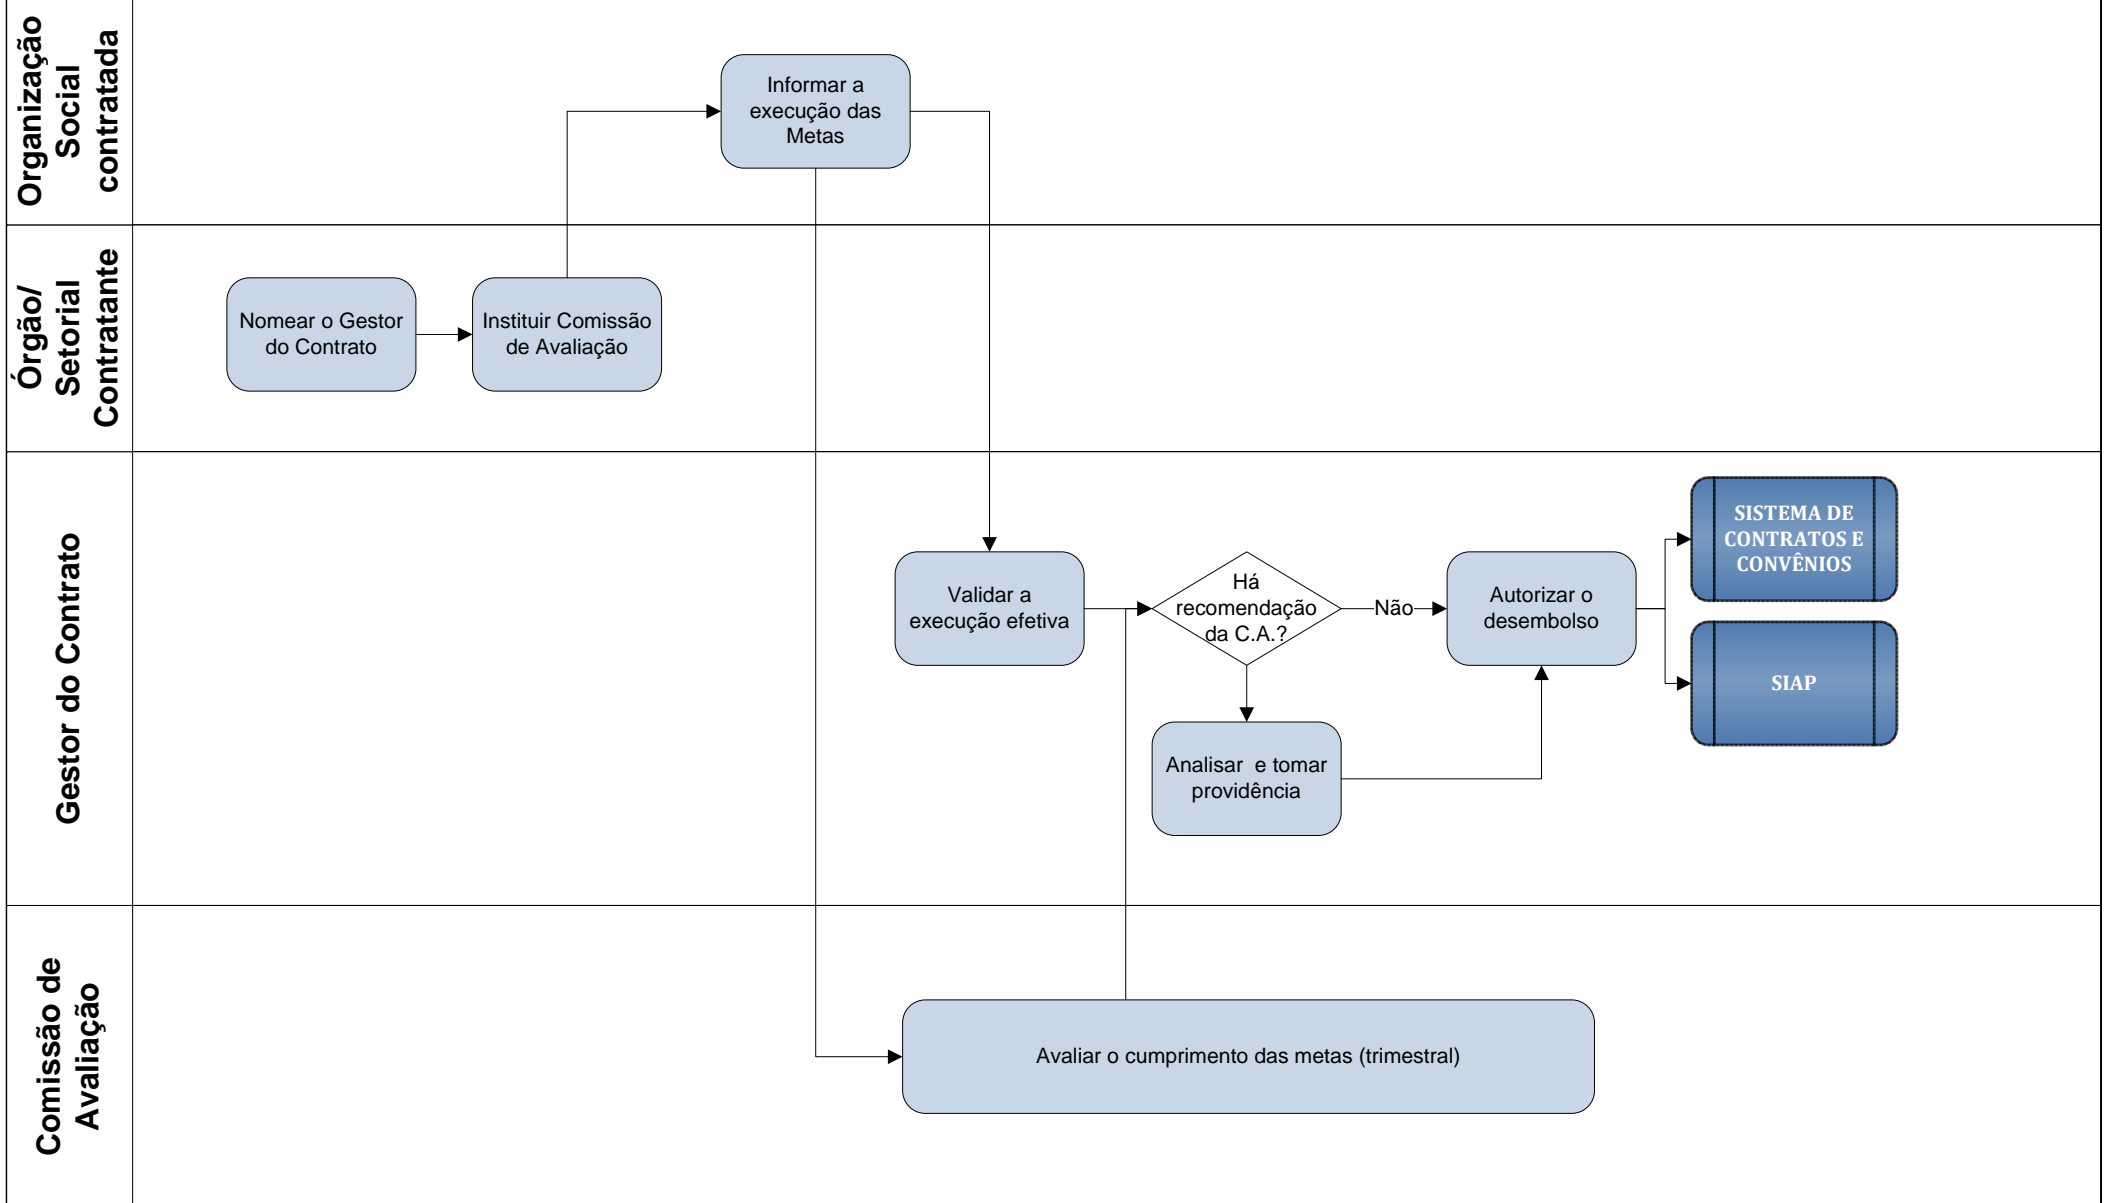 Organização
Social
contratada
Informar a
execução das
Metas
Órgão/
Setorial
Contratante
Nomear o Gestor
do Contrato
Instituir Comissão
de Avaliação
Gestor do Contrato
Validar a
execução efetiva
Há
recomendação
da C.A.?
Não
Autorizar o
desembolso
SISTEMA DE
CONTRATOS E
CONVÊNIOS
SIAP
Analisar  e tomar
providência
Comissão de
Avaliação
Avaliar o cumprimento das metas (trimestral)